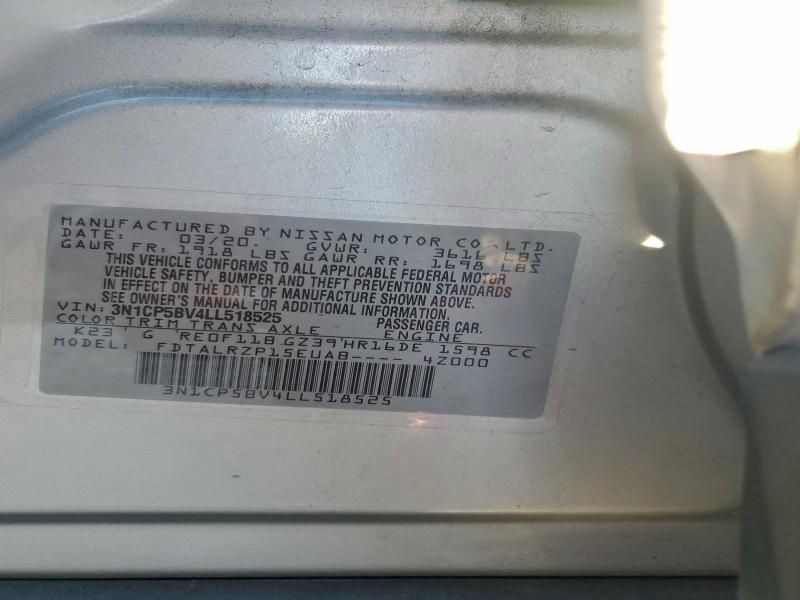 MANUFACTURED BY NISSAN MOTOR CO.,LTD.
DATE: 03/20. GVWR: 3616 LBS
GAWR FR: 1918 LBS GAWR RR: 1698 LBS
THIS VEHICLE CONFORMS TO ALL APPLICABLE FEDERAL MOTOR
VEHICLE SAFETY, BUMPER AND THEFT PREVENTION STANDARDS
IN EFFECT ON THE DATE OF MANUFACTURE SHOWN ABOVE.
SEE OWNER'S MANUAL FOR ADDITIONAL INFORMATION.
VIN: 3N1CP5BV4LL518525 PASSENGER CAR.
COLOR TRIM TRANS AXLE ENGINE
K23 G RE0F11B GZ39 HR16DE 1598 CC
MODEL: FDTALRZP15EUAB---- 4Z000
3N1CP5BV4LL518525